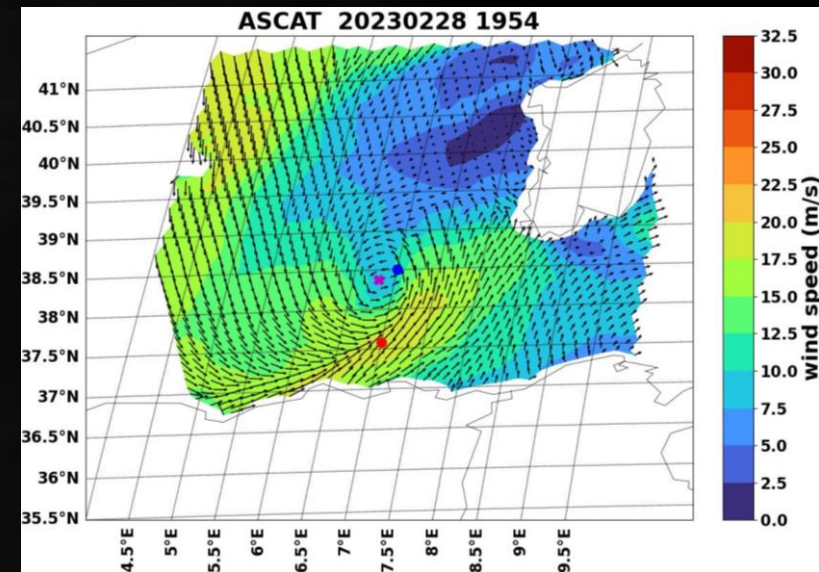 ASCAT 20230228 1954
41°N
40.5°N
40°N
39.5°N
39°N
38.5°N
38°N
37.5°N
37°N
36.5°N
36°N
35.5°N
4.5°E
5°E
5.5°E
6°E
6.5°E
7°E
7.5°E
8°E
8.5°E
9°E
9.5°E
32.5
30.0
27.5
25.0
22.5
20.0
17.5
15.0
12.5
10.0
7.5
5.0
2.5
0.0
wind speed (m/s)